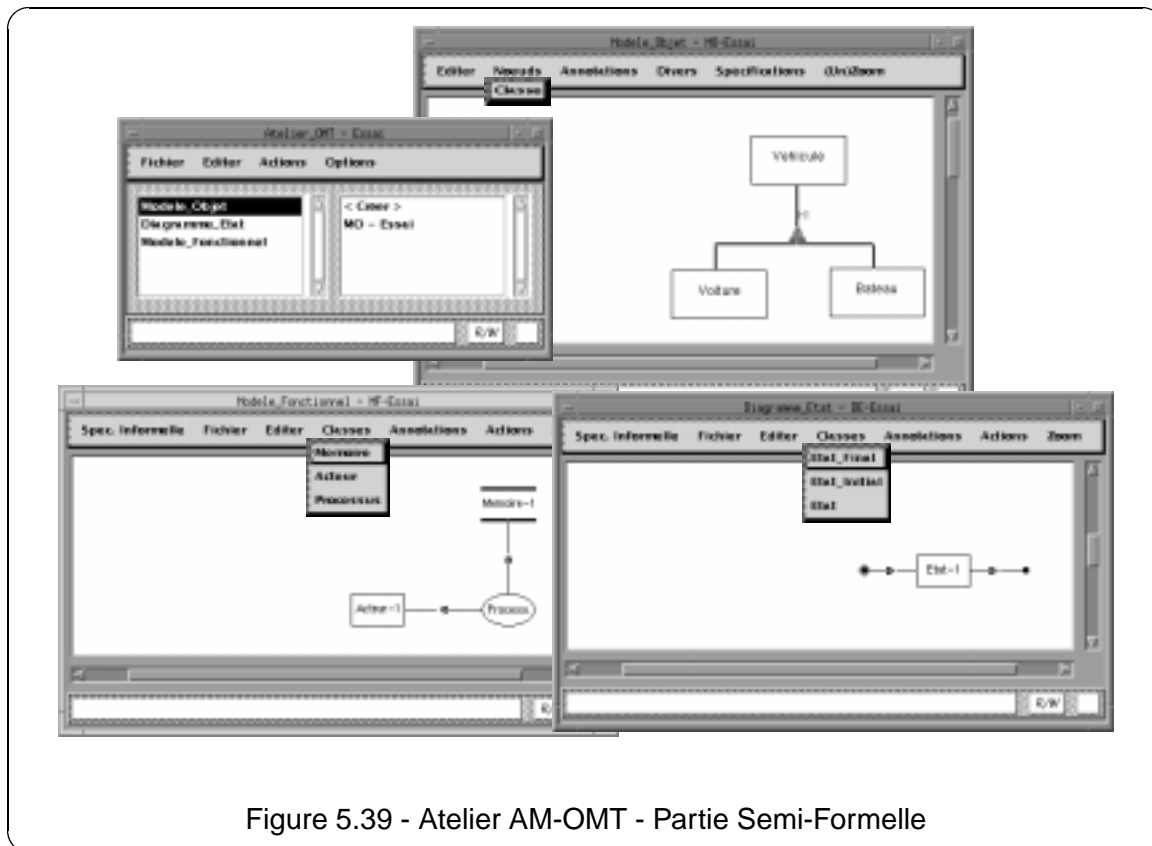 Modele_Objet - MO-Essai
Editer Noeuds Annotations Divers Specifications (Un)Zoom
Classe
Vehicule
Voiture
Bateau
Atelier_OMT - Essai
Fichier Editer Actions Options
Modele_Objet
Diagramme_Etat
Modele_Fonctionnel
< Creer >
MO - Essai
R/W
Modele_Fonctionnel - MF-Essai
Spec. Informelle Fichier Editer Classes Annotations Actions
Memoire
Acteur
Processus
Memoire-1
Acteur-1
Process.
Diagramme_Etat - DE-Essai
Spec. Informelle Fichier Editer Classes Annotations Actions Zoom
Etat_Final
Etat_Initial
Etat
Etat-1
R/W
Figure 5.39 - Atelier AM-OMT - Partie Semi-Formelle